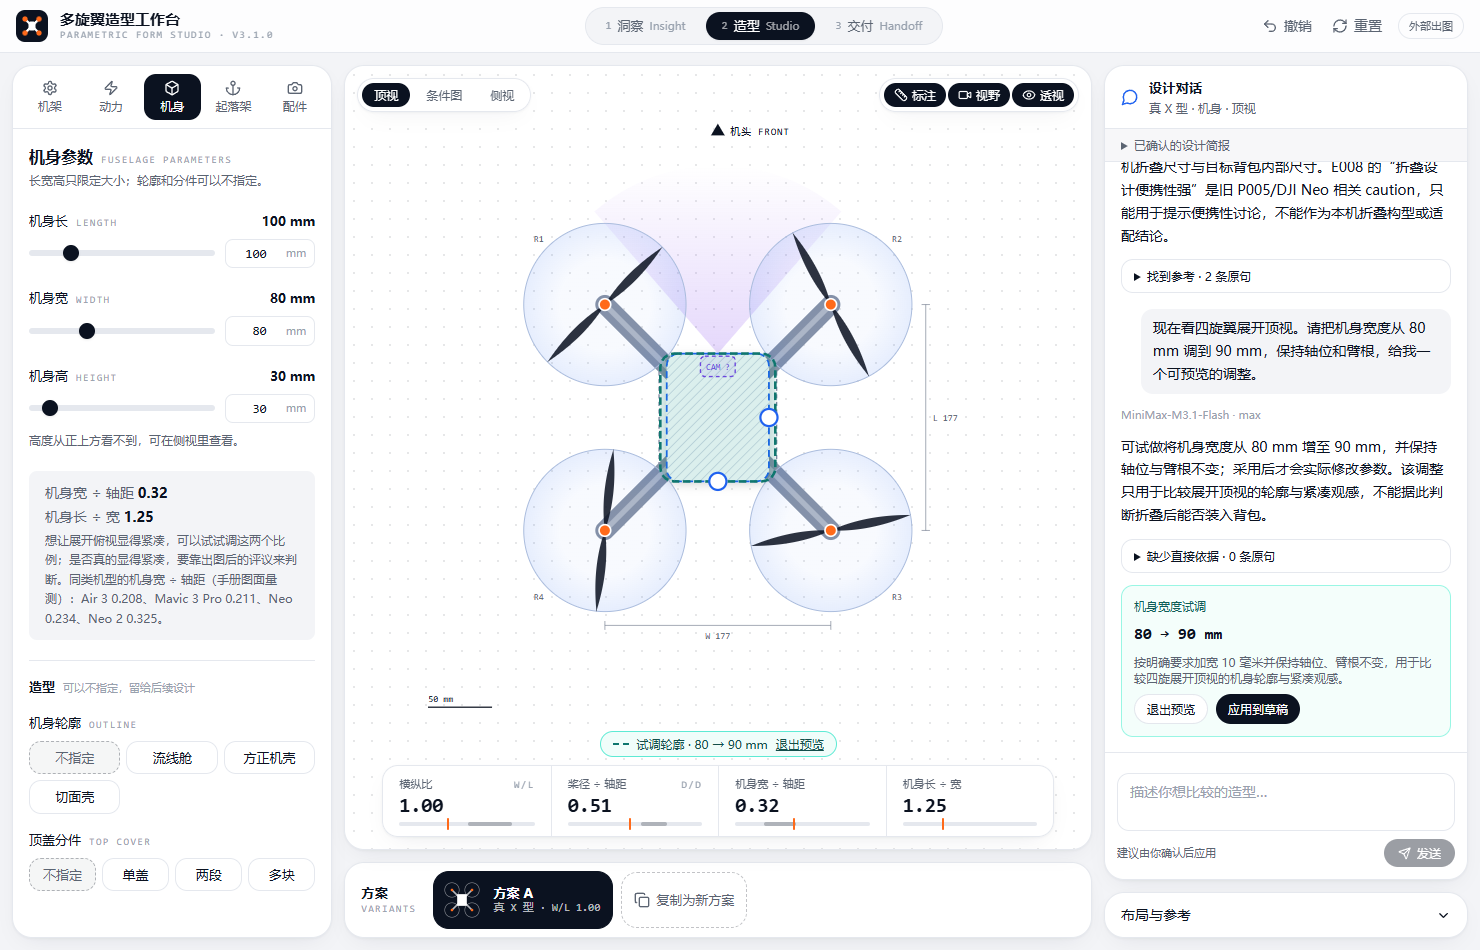 多旋翼造型工作台
PARAMETRIC FORM STUDIO · V3.1.0
1 洞察 Insight
2 造型 Studio
3 交付 Handoff
撤销
重置
外部出图
机架
动力
机身
起落架
配件
机身参数 FUSELAGE PARAMETERS
长宽高只限定大小；轮廓和分件可以不指定。
机身长 LENGTH 100 mm
100 mm
机身宽 WIDTH 80 mm
80 mm
机身高 HEIGHT 30 mm
30 mm
高度从正上方看不到，可在侧视里查看。
机身宽 ÷ 轴距 0.32
机身长 ÷ 宽 1.25
想让展开俯视显得紧凑，可以试试调这两个比
例；是否真的显得紧凑，要靠出图后的评议来判
断。同类机型的机身宽 ÷ 轴距（手册图面量
测）：Air 3 0.208、Mavic 3 Pro 0.211、Neo
0.234、Neo 2 0.325。
造型 可以不指定，留给后续设计
机身轮廓 OUTLINE
不指定
流线舱
方正机壳
切面壳
顶盖分件 TOP COVER
不指定
单盖
两段
多块
顶视
条件图
侧视
标注
视野
透视
▲ 机头 FRONT
R1
R2
CAM ?
L 177
R4
R3
W 177
50 mm
试调轮廓 · 80 → 90 mm 退出预览
横纵比 W/L
1.00
桨径 ÷ 轴距 D/D
0.51
机身宽 ÷ 轴距
0.32
机身长 ÷ 宽
1.25
方案
VARIANTS
方案 A
真 X 型 · W/L 1.00
复制为新方案
设计对话
真 X 型 · 机身 · 顶视
▶ 已确认的设计简报
机折叠尺寸与目标背包内部尺寸。E008 的“折叠设
计便携性强”是旧 P005/DJI Neo 相关 caution，只
能用于提示便携性讨论，不能作为本机折叠构型或适
配结论。
▶ 找到参考 · 2 条原句
现在看四旋翼展开顶视。请把机身宽度从 80
mm 调到 90 mm，保持轴位和臂根，给我一
个可预览的调整。
MiniMax-M3.1-Flash · max
可试做将机身宽度从 80 mm 增至 90 mm，并保持
轴位与臂根不变；采用后才会实际修改参数。该调整
只用于比较展开顶视的轮廓与紧凑观感，不能据此判
断折叠后能否装入背包。
▶ 缺少直接依据 · 0 条原句
机身宽度试调
80 → 90 mm
按明确要求加宽 10 毫米并保持轴位、臂根不变，用于比
较四旋展开顶视的机身轮廓与紧凑观感。
退出预览
应用到草稿
描述你想比较的造型...
建议由你确认后应用
发送
布局与参考